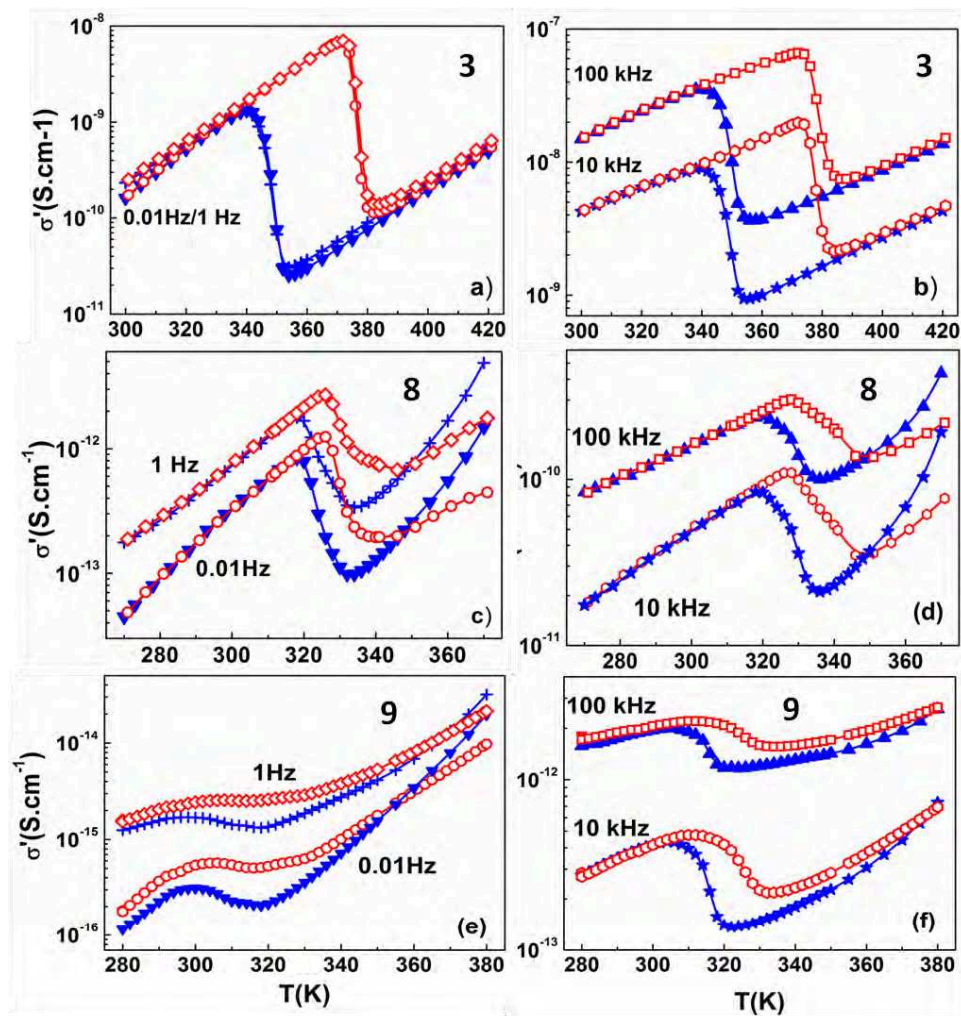 10⁻⁸
10⁻⁹
10⁻¹⁰
10⁻¹¹
σ'(S.cm-1)
3
0.01Hz/1 Hz
a)
300 320 340 360 380 400 420
10⁻⁷
10⁻⁸
10⁻⁹
3
100 kHz
10 kHz
b)
300 320 340 360 380 400 420
10⁻¹²
10⁻¹³
σ'(S.cm⁻¹)
8
1 Hz
0.01Hz
c)
280 300 320 340 360
10⁻¹⁰
10⁻¹¹
8
100 kHz
10 kHz
(d)
280 300 320 340 360
10⁻¹⁴
10⁻¹⁵
10⁻¹⁶
σ'(S.cm⁻¹)
9
1Hz
0.01Hz
(e)
280 300 320 340 360 380
T(K)
10⁻¹²
10⁻¹³
100 kHz
9
10 kHz
(f)
280 300 320 340 360 380
T(K)